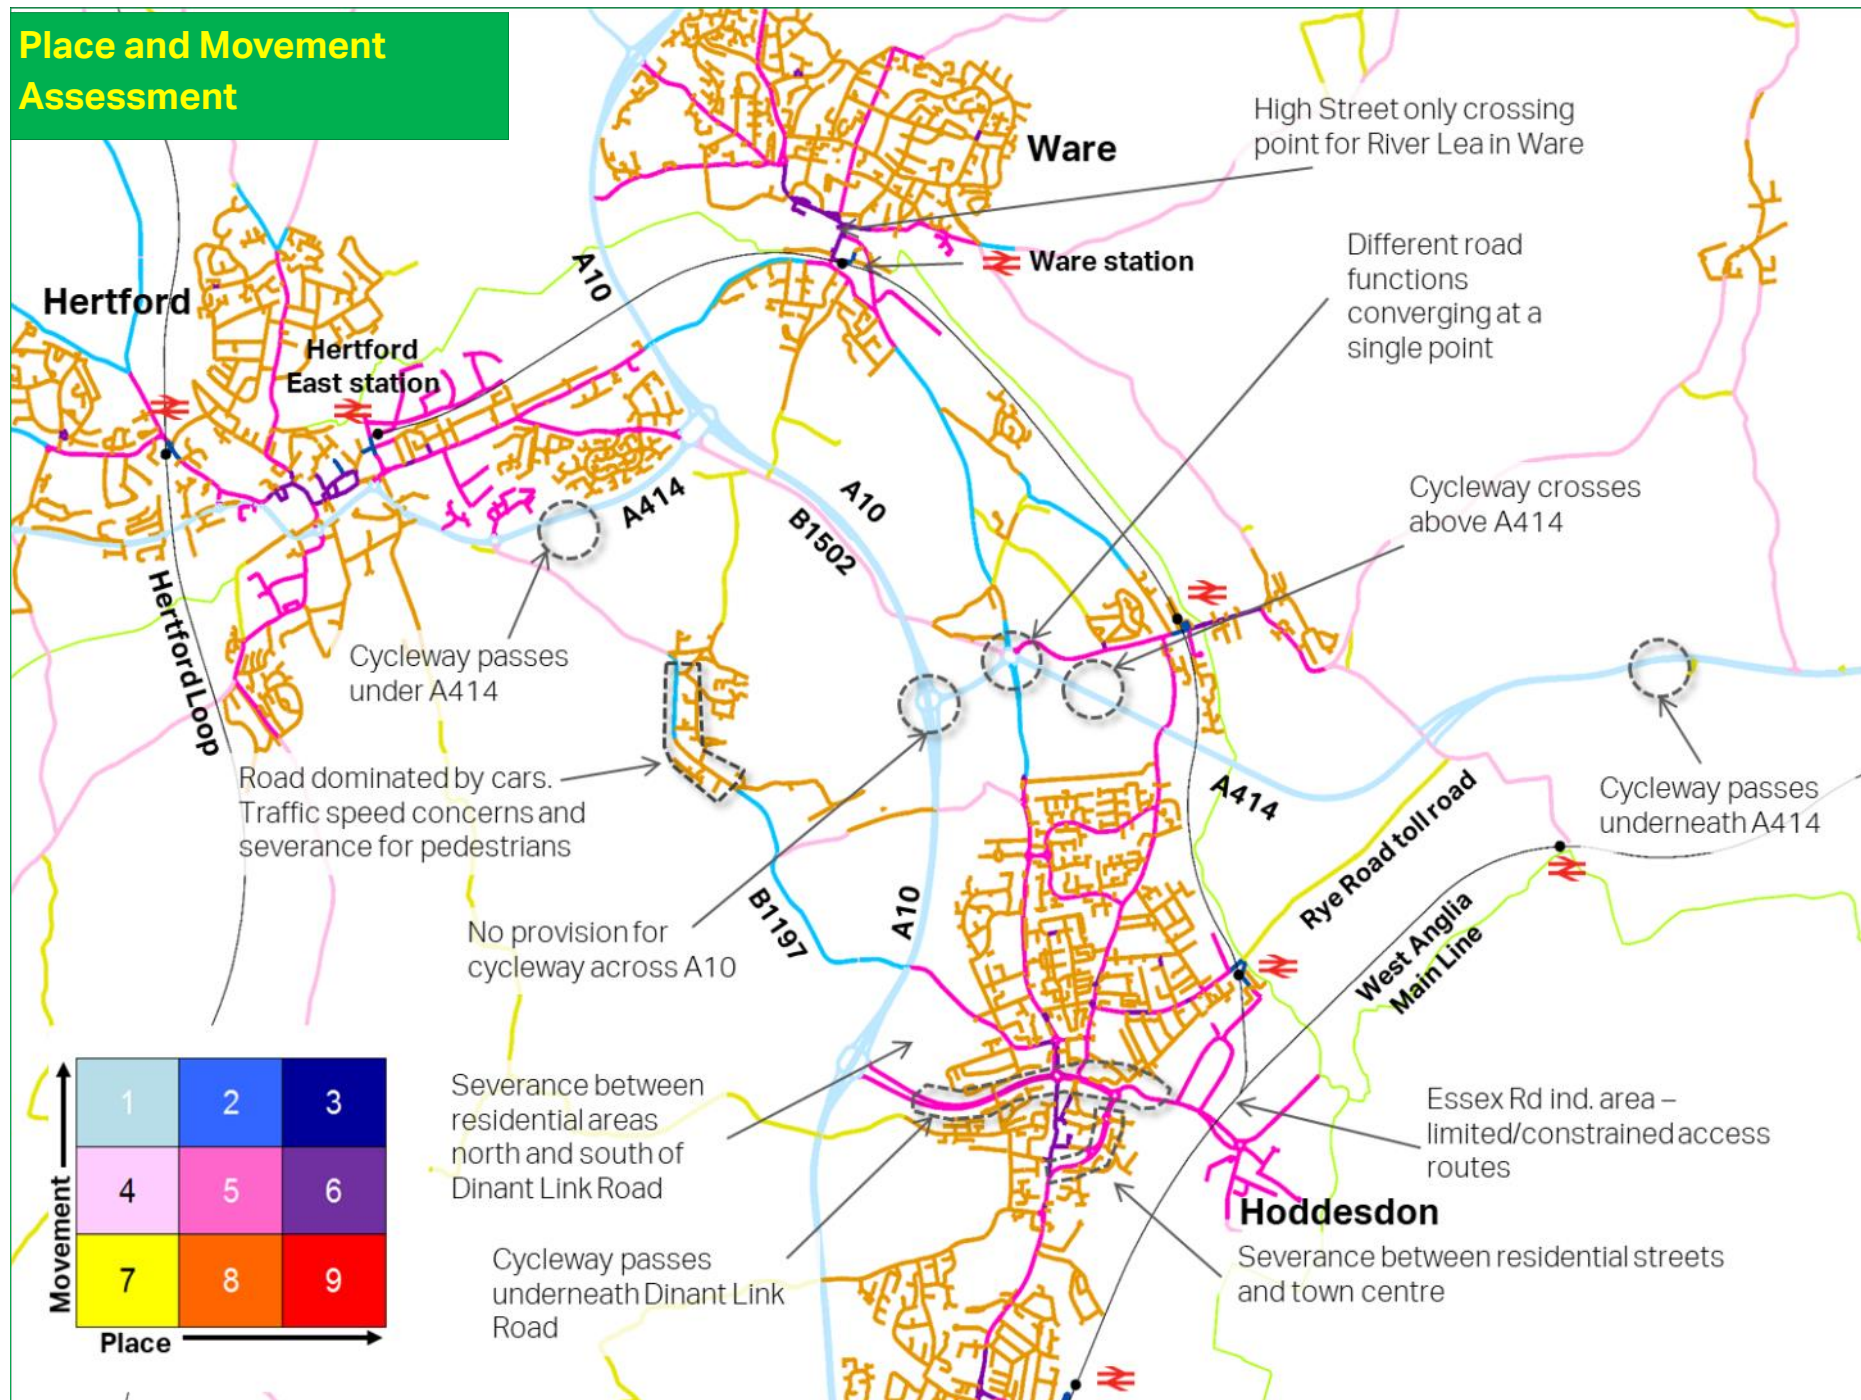 Place and Movement
Assessment
High Street only crossing
point for River Lea in Ware
Ware
Different road
functions
converging at a
single point
Ware station
A10
Hertford
Hertford
East station
Cycleway crosses
above A414
A10
A414
B1502
Hertford Loop
Cycleway passes
under A414
Road dominated by cars.
Traffic speed concerns and
severance for pedestrians
A414
Cycleway passes
underneath A414
Rye Road toll road
B1197
A10
No provision for
cycleway across A10
West Anglia
Main Line
Severance between
residential areas
north and south of
Dinant Link Road
Essex Rd ind. area –
limited/constrained access
routes
Hoddesdon
Severance between residential streets
and town centre
Cycleway passes
underneath Dinant Link
Road
Movement
1 2 3
4 5 6
7 8 9
Place